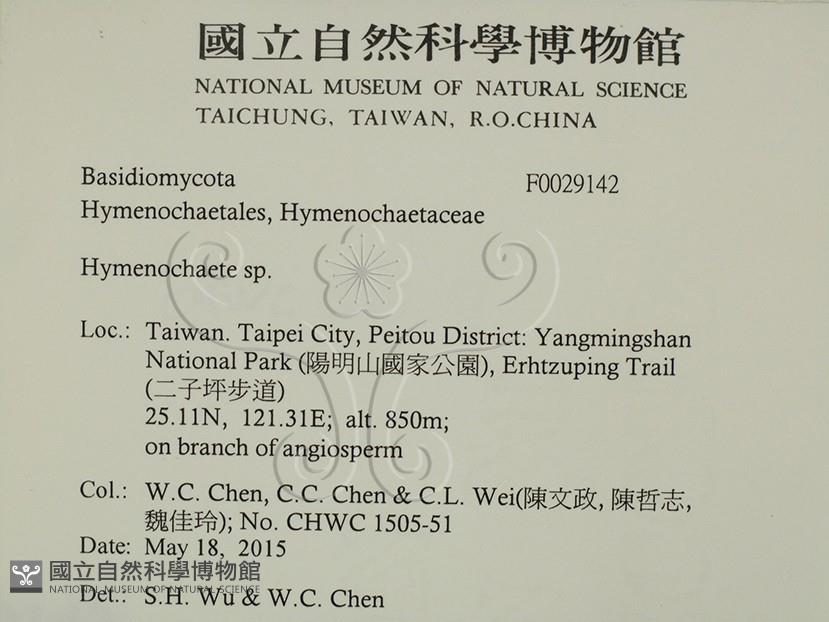 國立自然科學博物館
NATIONAL MUSEUM OF NATURAL SCIENCE
TAICHUNG, TAIWAN, R.O.CHINA
Basidiomycota F0029142
Hymenochaetales, Hymenochaetaceae
Hymenochaete sp.
Loc.: Taiwan. Taipei City, Peitou District: Yangmingshan
National Park (陽明山國家公園), Erhtzuping Trail
(二子坪步道)
25.11N, 121.31E; alt. 850m;
on branch of angiosperm
Col.: W.C. Chen, C.C. Chen & C.L. Wei(陳文政, 陳哲志,
魏佳玲); No. CHWC 1505-51
Date: May 18, 2015
國立自然科學博物館
NATIONAL MUSEUM OF NATURAL SCIENCE
Det.: S.H. Wu & W.C. Chen